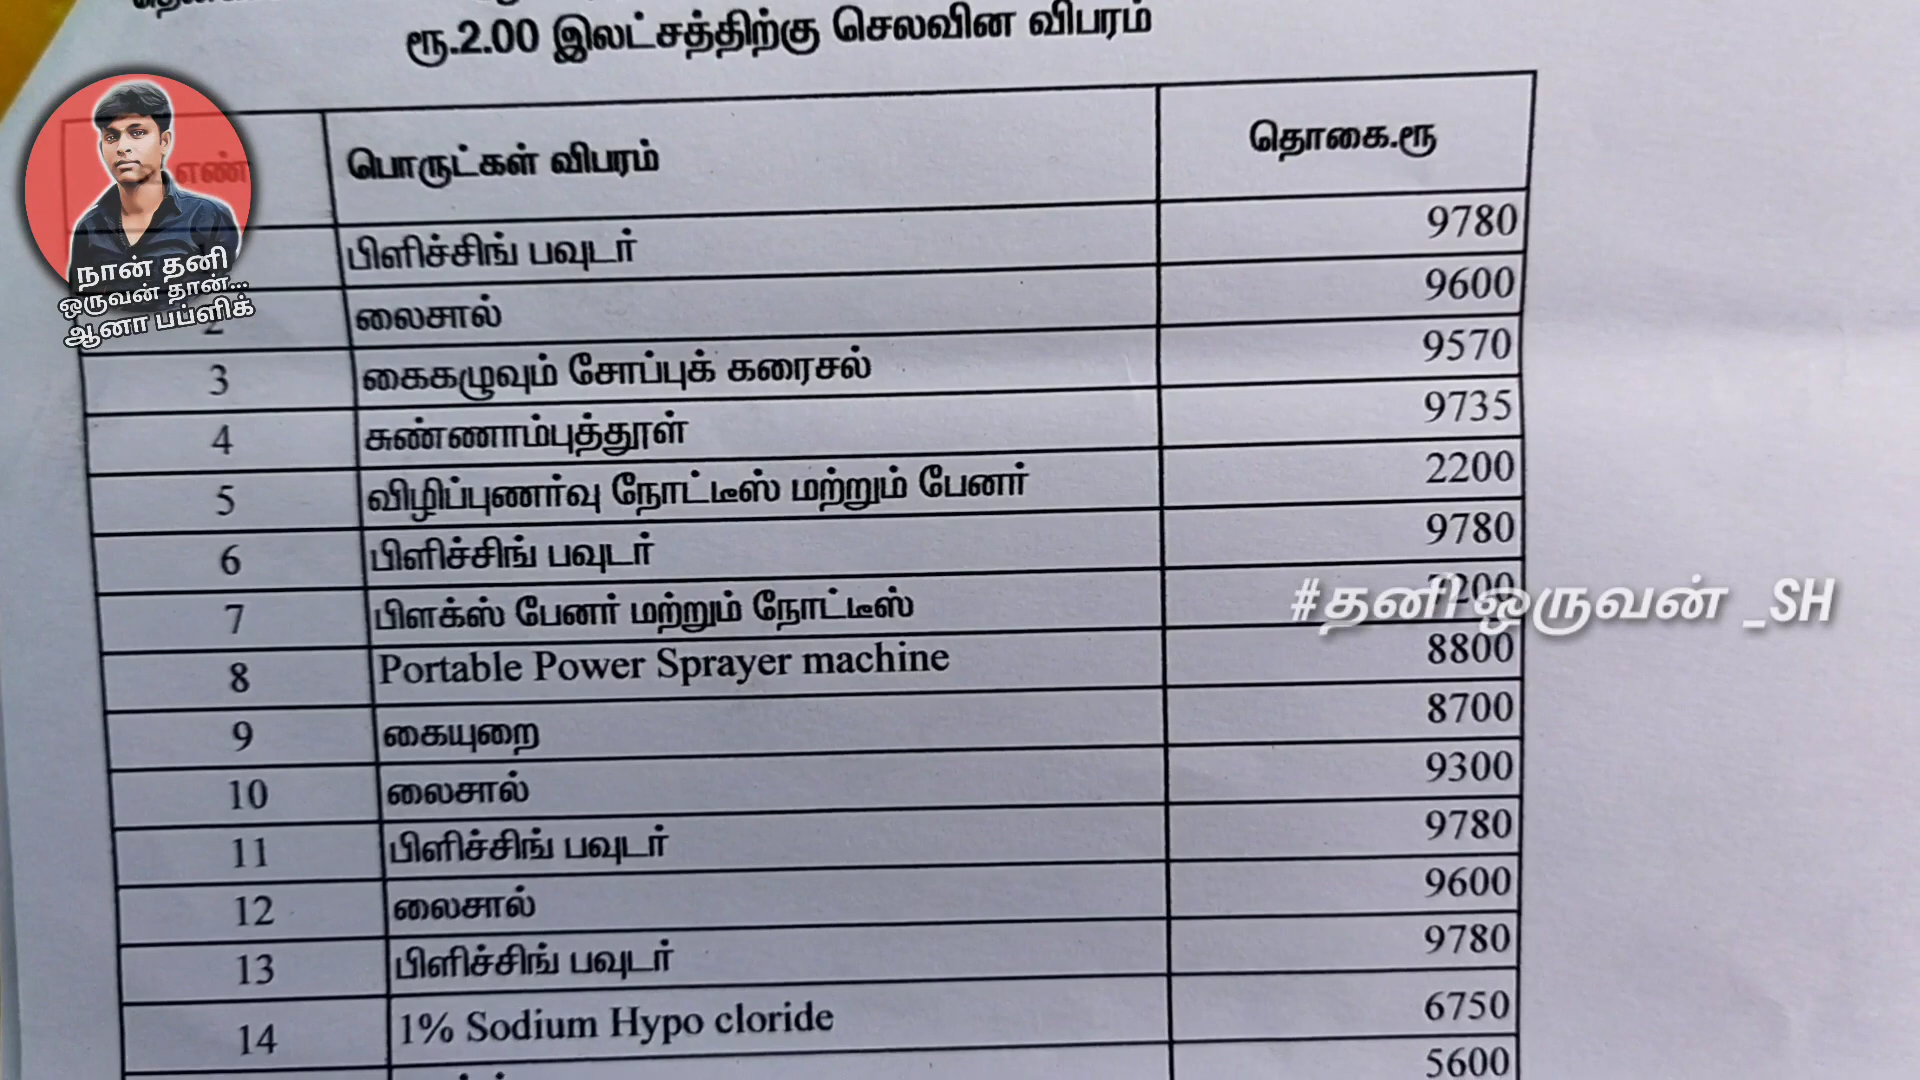 ரூ.2.00 இலட்சத்திற்கு செலவின விபரம்
எண் பொருட்கள் விபரம் தொகை.ரூ
பிளிச்சிங் பவுடர் 9780
2 லைசால் 9600
3 கைகழுவும் சோப்புக் கரைசல் 9570
4 சுண்ணாம்புத்தூள் 9735
5 விழிப்புணர்வு நோட்டீஸ் மற்றும் பேனர் 2200
6 பிளிச்சிங் பவுடர் 9780
7 பிளக்ஸ் பேனர் மற்றும் நோட்டீஸ்
8 Portable Power Sprayer machine 8800
9 கையுறை 8700
10 லைசால் 9300
11 பிளிச்சிங் பவுடர் 9780
12 லைசால் 9600
13 பிளிச்சிங் பவுடர் 9780
14 1% Sodium Hypo cloride 6750
5600
நான் தனி
ஒருவன் தான்...
ஆனா பப்ளிக்
#தனி ஒருவன் _SH